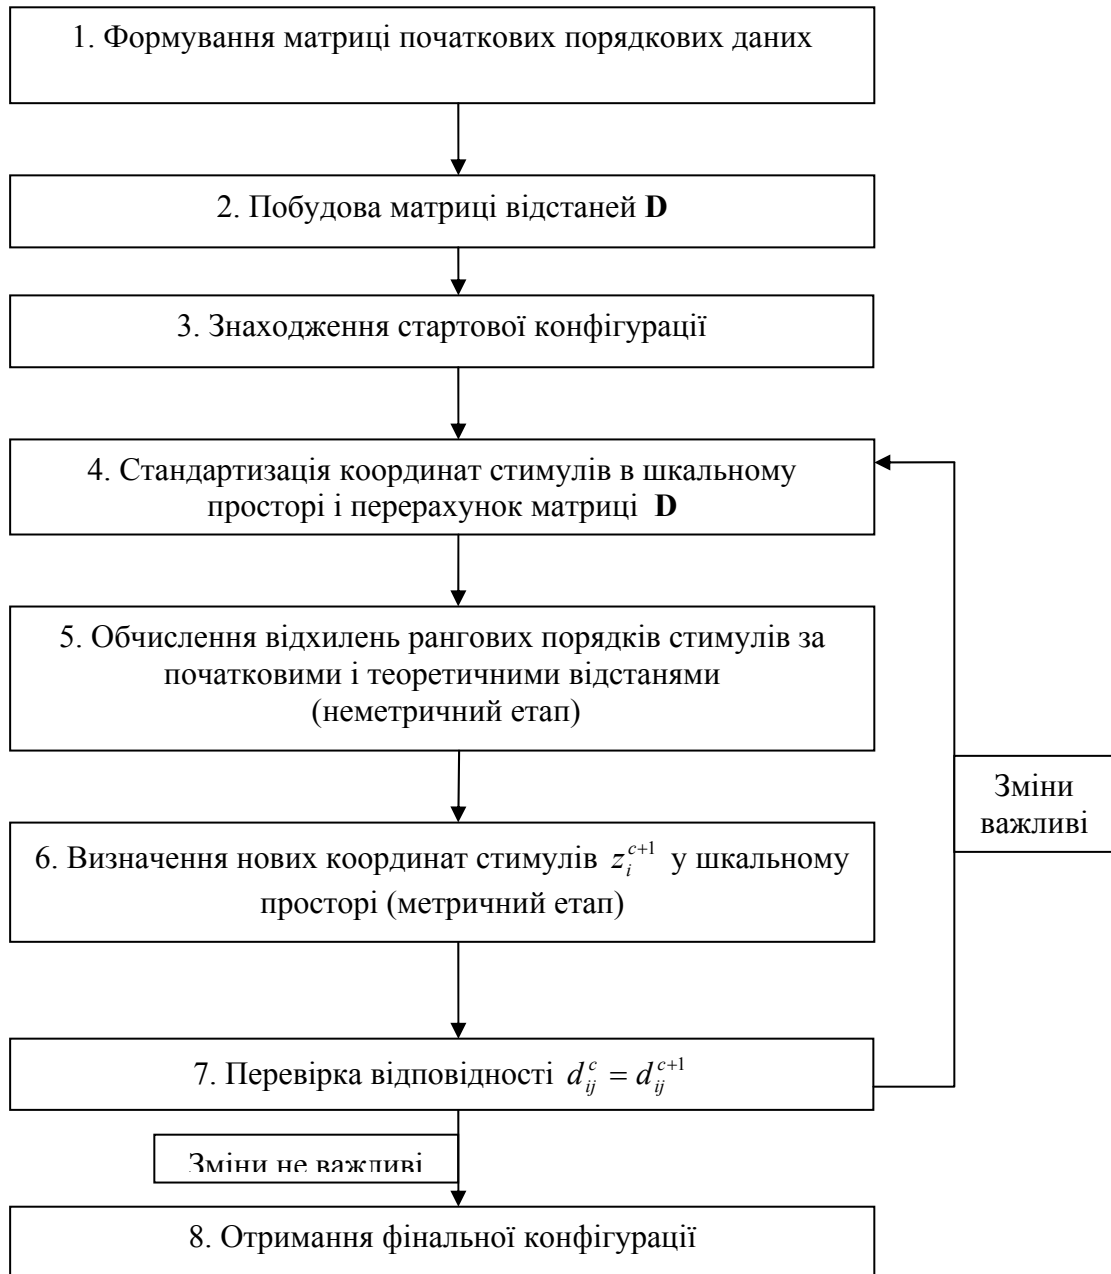 1. Формування матриці початкових порядкових даних
2. Побудова матриці відстаней D
3. Знаходження стартової конфігурації
4. Стандартизація координат стимулів в шкальному
просторі і перерахунок матриці D
5. Обчислення відхилень рангових порядків стимулів за
початковими і теоретичними відстанями
(неметричний етап)
Зміни
важливі
6. Визначення нових координат стимулів $z_i^{c+1}$ у шкальному
просторі (метричний етап)
7. Перевірка відповідності $d_{ij}^{c} = d_{ij}^{c+1}$
Зміни не важливі
8. Отримання фінальної конфігурації